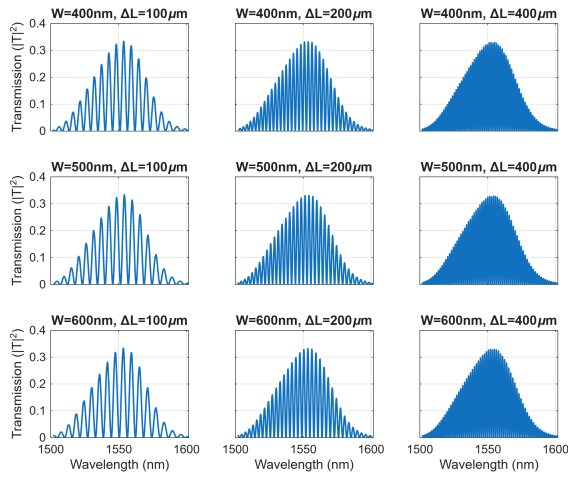 W=400nm, ΔL=100μm
W=400nm, ΔL=200μm
W=400nm, ΔL=400μm
0.4
0.3
0.2
0.1
0
Transmission (|T|²)
W=500nm, ΔL=100μm
W=500nm, ΔL=200μm
W=500nm, ΔL=400μm
0.4
0.3
0.2
0.1
0
Transmission (|T|²)
W=600nm, ΔL=100μm
W=600nm, ΔL=200μm
W=600nm, ΔL=400μm
0.4
0.3
0.2
0.1
0
Transmission (|T|²)
1500 1550 1600
1500 1550 1600
1500 1550 1600
Wavelength (nm)
Wavelength (nm)
Wavelength (nm)